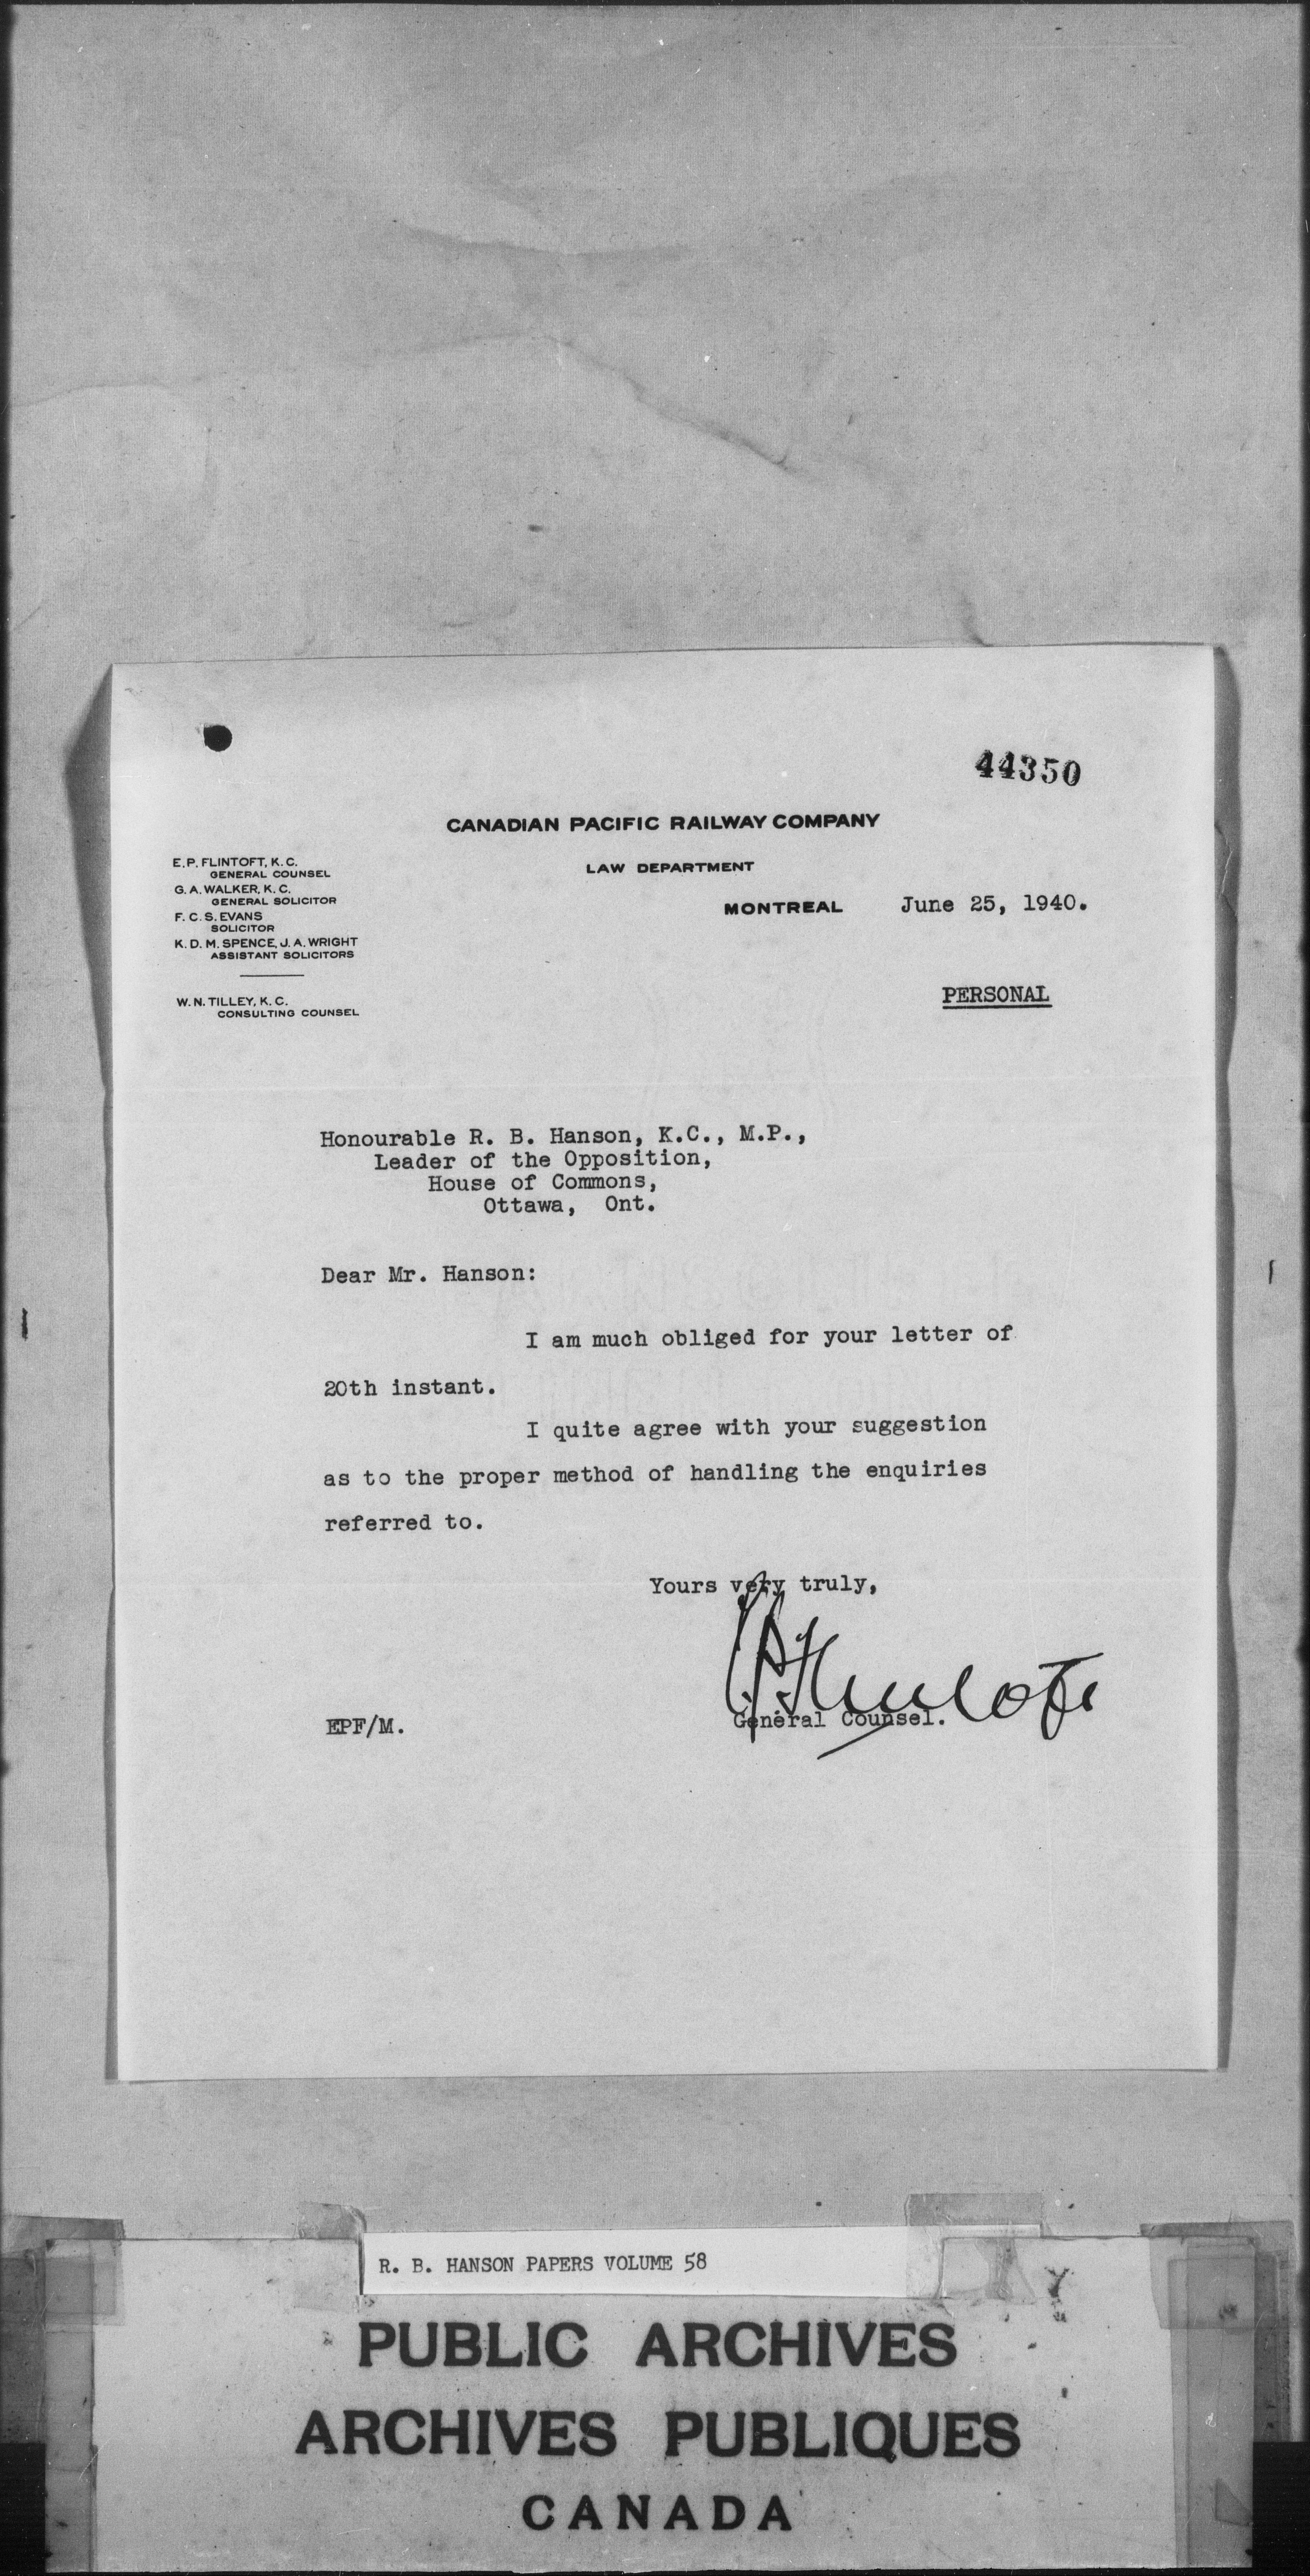 44350
CANADIAN PACIFIC RAILWAY COMPANY
LAW DEPARTMENT
E.P. FLINTOFT, K.C.
GENERAL COUNSEL
G.A. WALKER, K.C.
GENERAL SOLICITOR
F.C.S. EVANS
SOLICITOR
K.D.M. SPENCE, J.A. WRIGHT
ASSISTANT SOLICITORS
W.N. TILLEY, K.C.
CONSULTING COUNSEL
MONTREAL June 25, 1940.
PERSONAL
Honourable R. B. Hanson, K.C., M.P.,
Leader of the Opposition,
House of Commons,
Ottawa, Ont.
Dear Mr. Hanson:
I am much obliged for your letter of
20th instant.
I quite agree with your suggestion
as to the proper method of handling the enquiries
referred to.
Yours very truly,
E.P. Flintoft
General Counsel.
EPF/M.
R. B. HANSON PAPERS VOLUME 58
PUBLIC ARCHIVES
ARCHIVES PUBLIQUES
CANADA